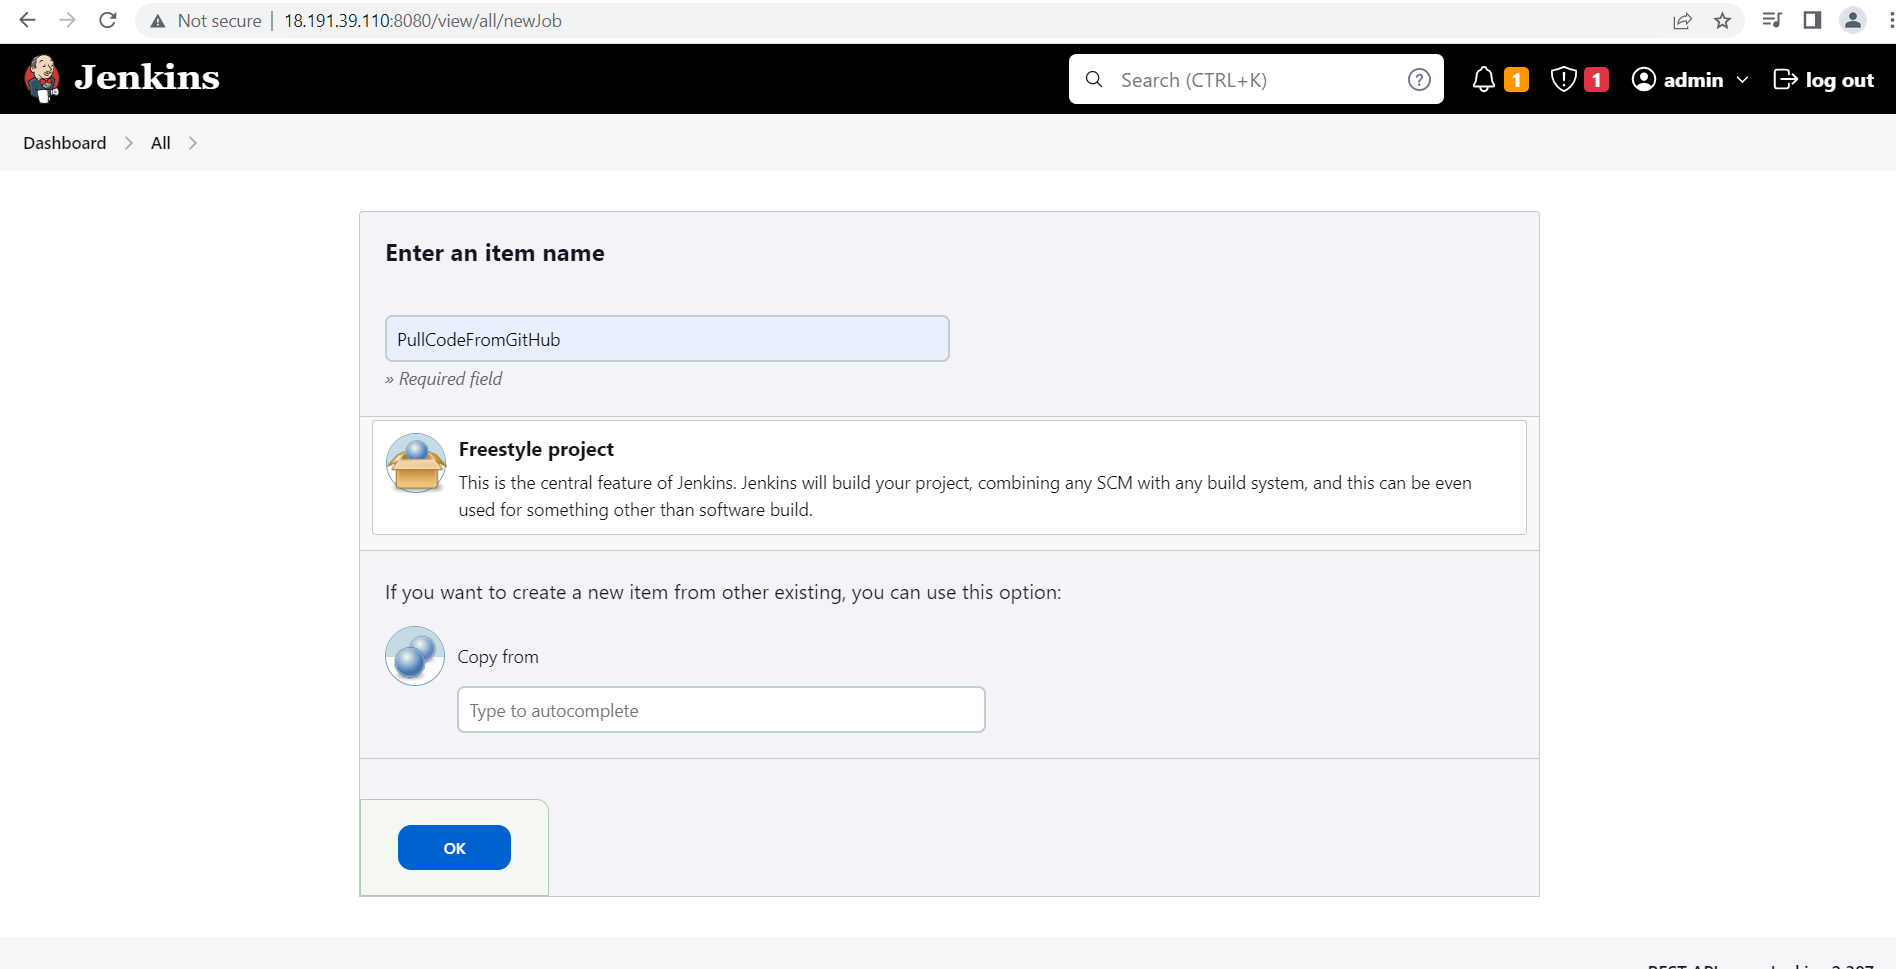 Not secure | 18.191.39.110:8080/view/all/newJob
Jenkins
Search (CTRL+K)
1
1
admin
log out
Dashboard
All
Enter an item name
PullCodeFromGitHub
» Required field
Freestyle project
This is the central feature of Jenkins. Jenkins will build your project, combining any SCM with any build system, and this can be even
used for something other than software build.
If you want to create a new item from other existing, you can use this option:
Copy from
Type to autocomplete
OK